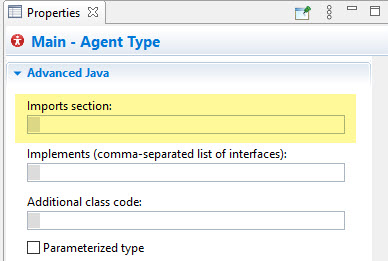 Properties
Main - Agent Type
Advanced Java
Imports section:
Implements (comma-separated list of interfaces):
Additional class code:
Parameterized type